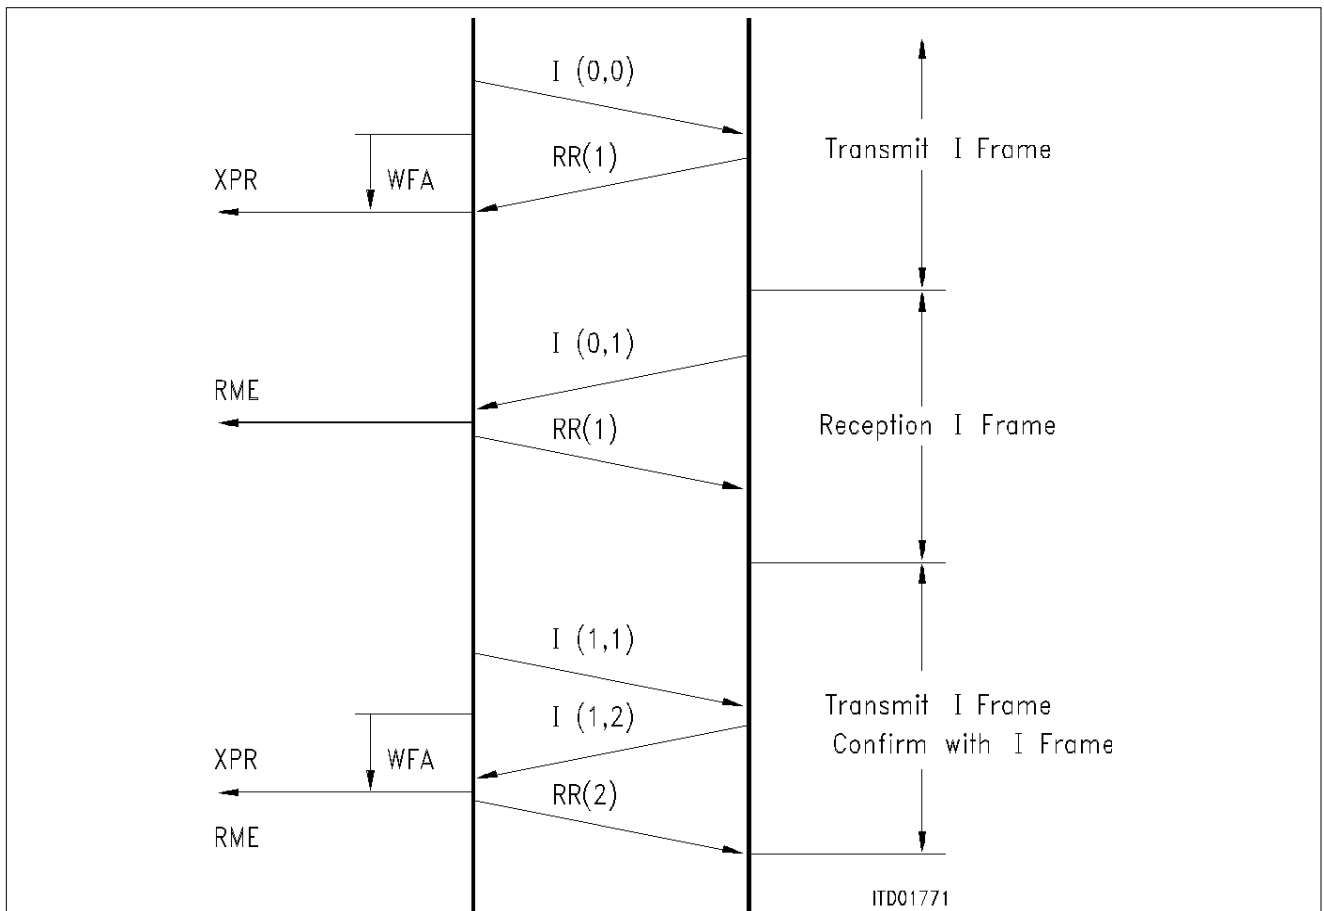 I (0,0)
Transmit I Frame
RR(1)
XPR
WFA
I (0,1)
RME
Reception I Frame
RR(1)
I (1,1)
Transmit I Frame
I (1,2)
Confirm with I Frame
XPR
WFA
RR(2)
RME
ITD01771